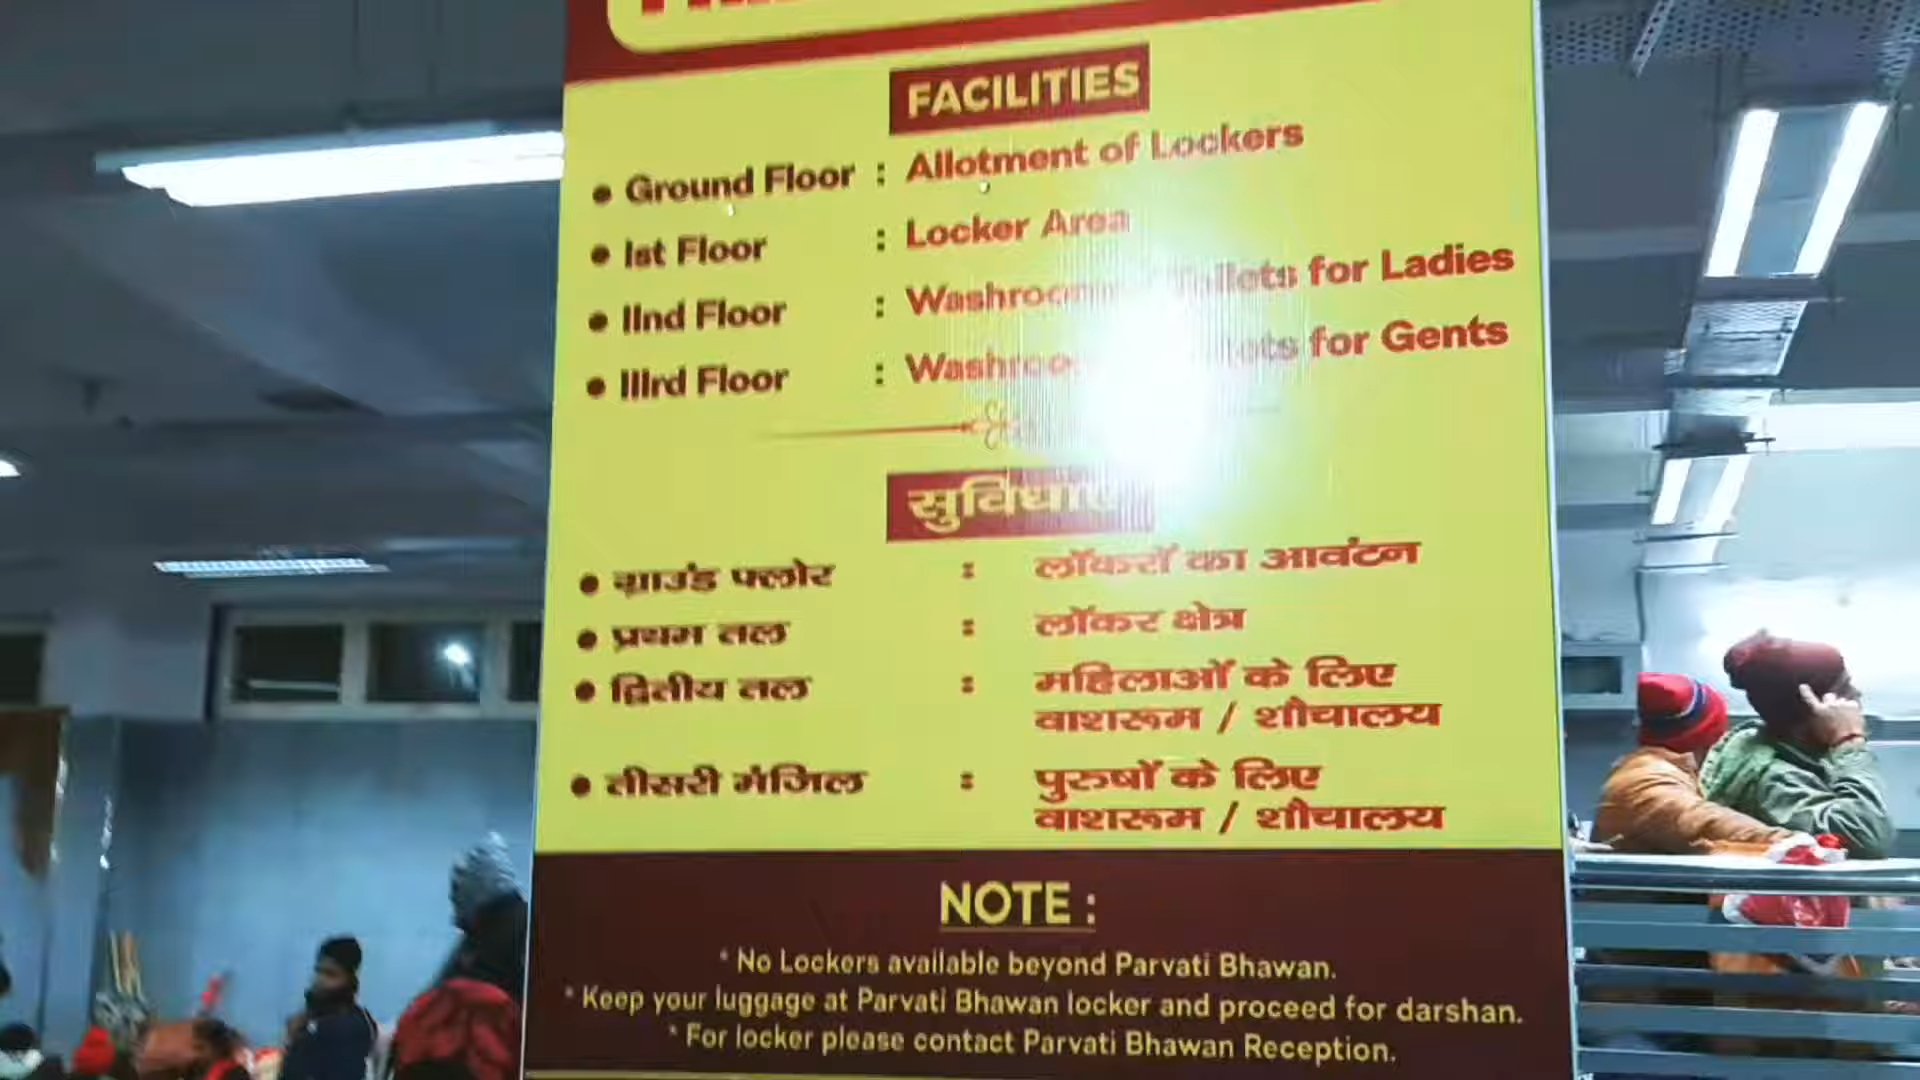 FACILITIES
• Ground Floor : Allotment of Lockers
• Ist Floor : Locker Area
• IInd Floor : Washroom Toilets for Ladies
• IIIrd Floor : for Gents
सुविधाएं
• ग्राउंड फ्लोर : लॉकरों का आवंटन
• प्रथम तल : लॉकर क्षेत्र
• द्वितीय तल : महिलाओं के लिए
वाशरूम / शौचालय
• तीसरी मंजिल : पुरुषों के लिए
वाशरूम / शौचालय
NOTE :
* No Lockers available beyond Parvati Bhawan.
* Keep your luggage at Parvati Bhawan locker and proceed for darshan.
* For locker please contact Parvati Bhawan Reception.